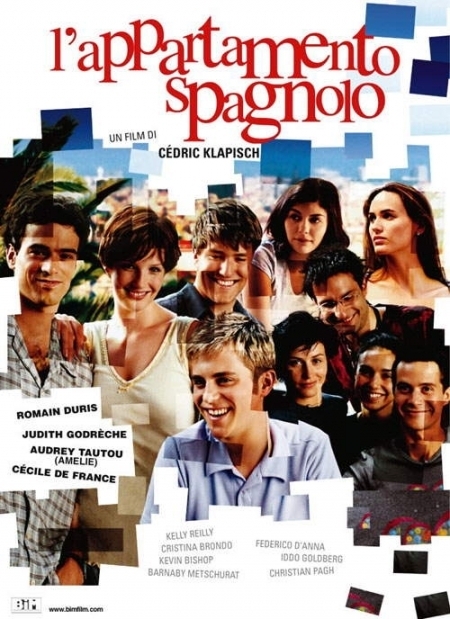 l'appartamento
spagnolo
UN FILM DI
CÉDRIC KLAPISCH
ROMAIN DURIS
JUDITH GODRÈCHE
AUDREY TAUTOU
(AMELIE)
CÉCILE DE FRANCE
KELLY REILLY
CRISTINA BRONDO
KEVIN BISHOP
BARNABY METSCHURAT
FEDERICO D'ANNA
IDDO GOLDBERG
CHRISTIAN PAGH
BiM
www.bimfilm.com